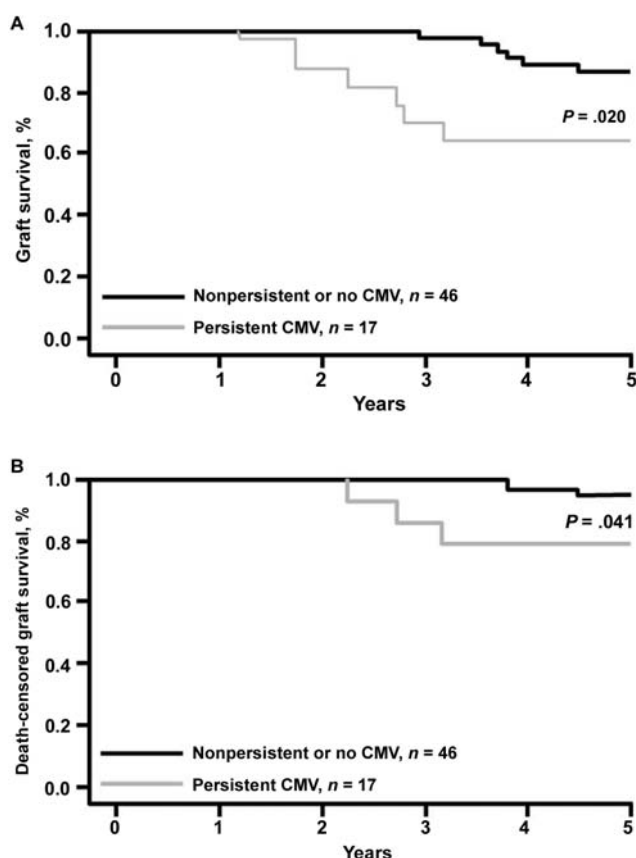 A
Graft survival, %
1.0
0.8
0.6
0.4
0.2
0.0
P = .020
Nonpersistent or no CMV, n = 46
Persistent CMV, n = 17
0 1 2 3 4 5
Years
B
Death-censored graft survival, %
1.0
0.8
0.6
0.4
0.2
0.0
P = .041
Nonpersistent or no CMV, n = 46
Persistent CMV, n = 17
0 1 2 3 4 5
Years